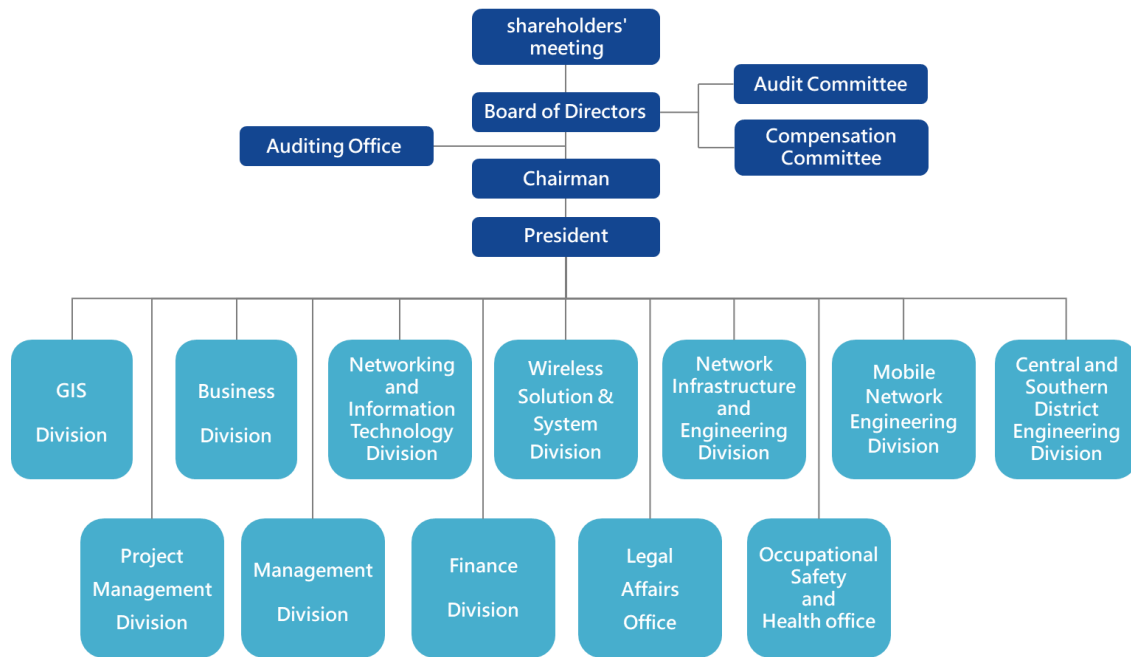 shareholders'
meeting
Board of Directors
Audit Committee
Compensation
Committee
Auditing Office
Chairman
President
GIS
Division
Business
Division
Networking
and
Information
Technology
Division
Wireless
Solution &
System
Division
Network
Infrastructure
and
Engineering
Division
Mobile
Network
Engineering
Division
Central and
Southern
District
Engineering
Division
Project
Management
Division
Management
Division
Finance
Division
Legal
Affairs
Office
Occupational
Safety
and
Health office